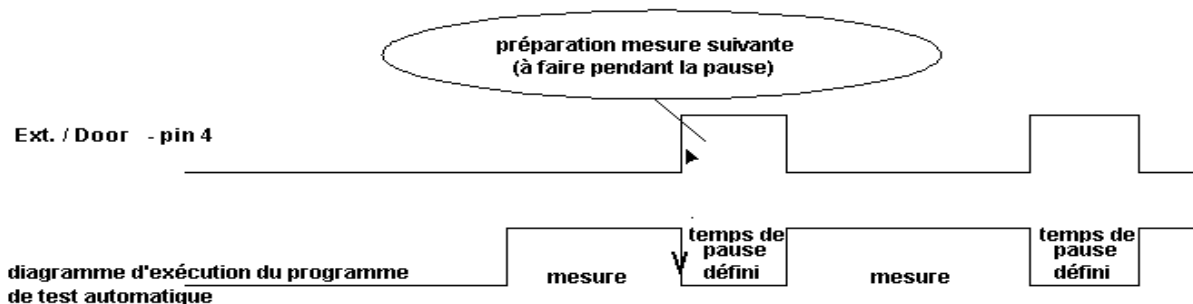 préparation mesure suivante
(à faire pendant la pause)
Ext. / Door - pin 4
temps de
pause
défini
temps de
pause
défini
mesure
mesure
diagramme d'exécution du programme
de test automatique